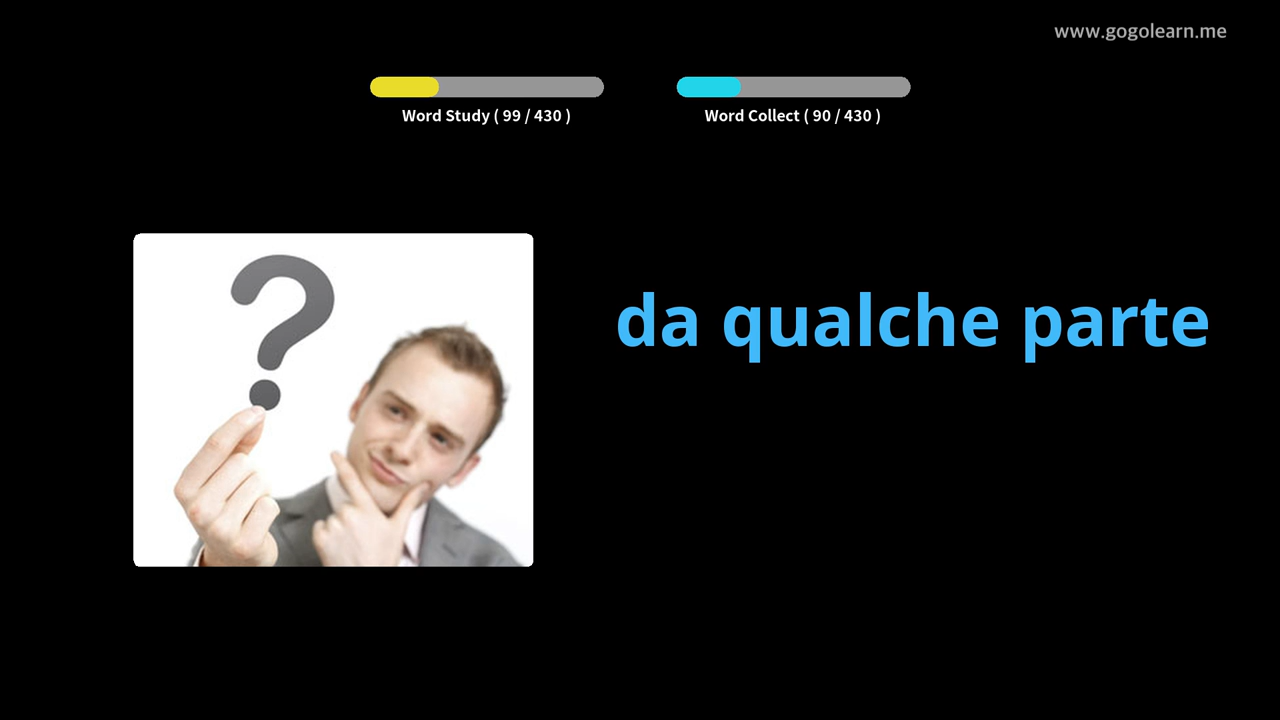 www.gogolearn.me
Word Study ( 99 / 430 )
Word Collect ( 90 / 430 )
?
da qualche parte